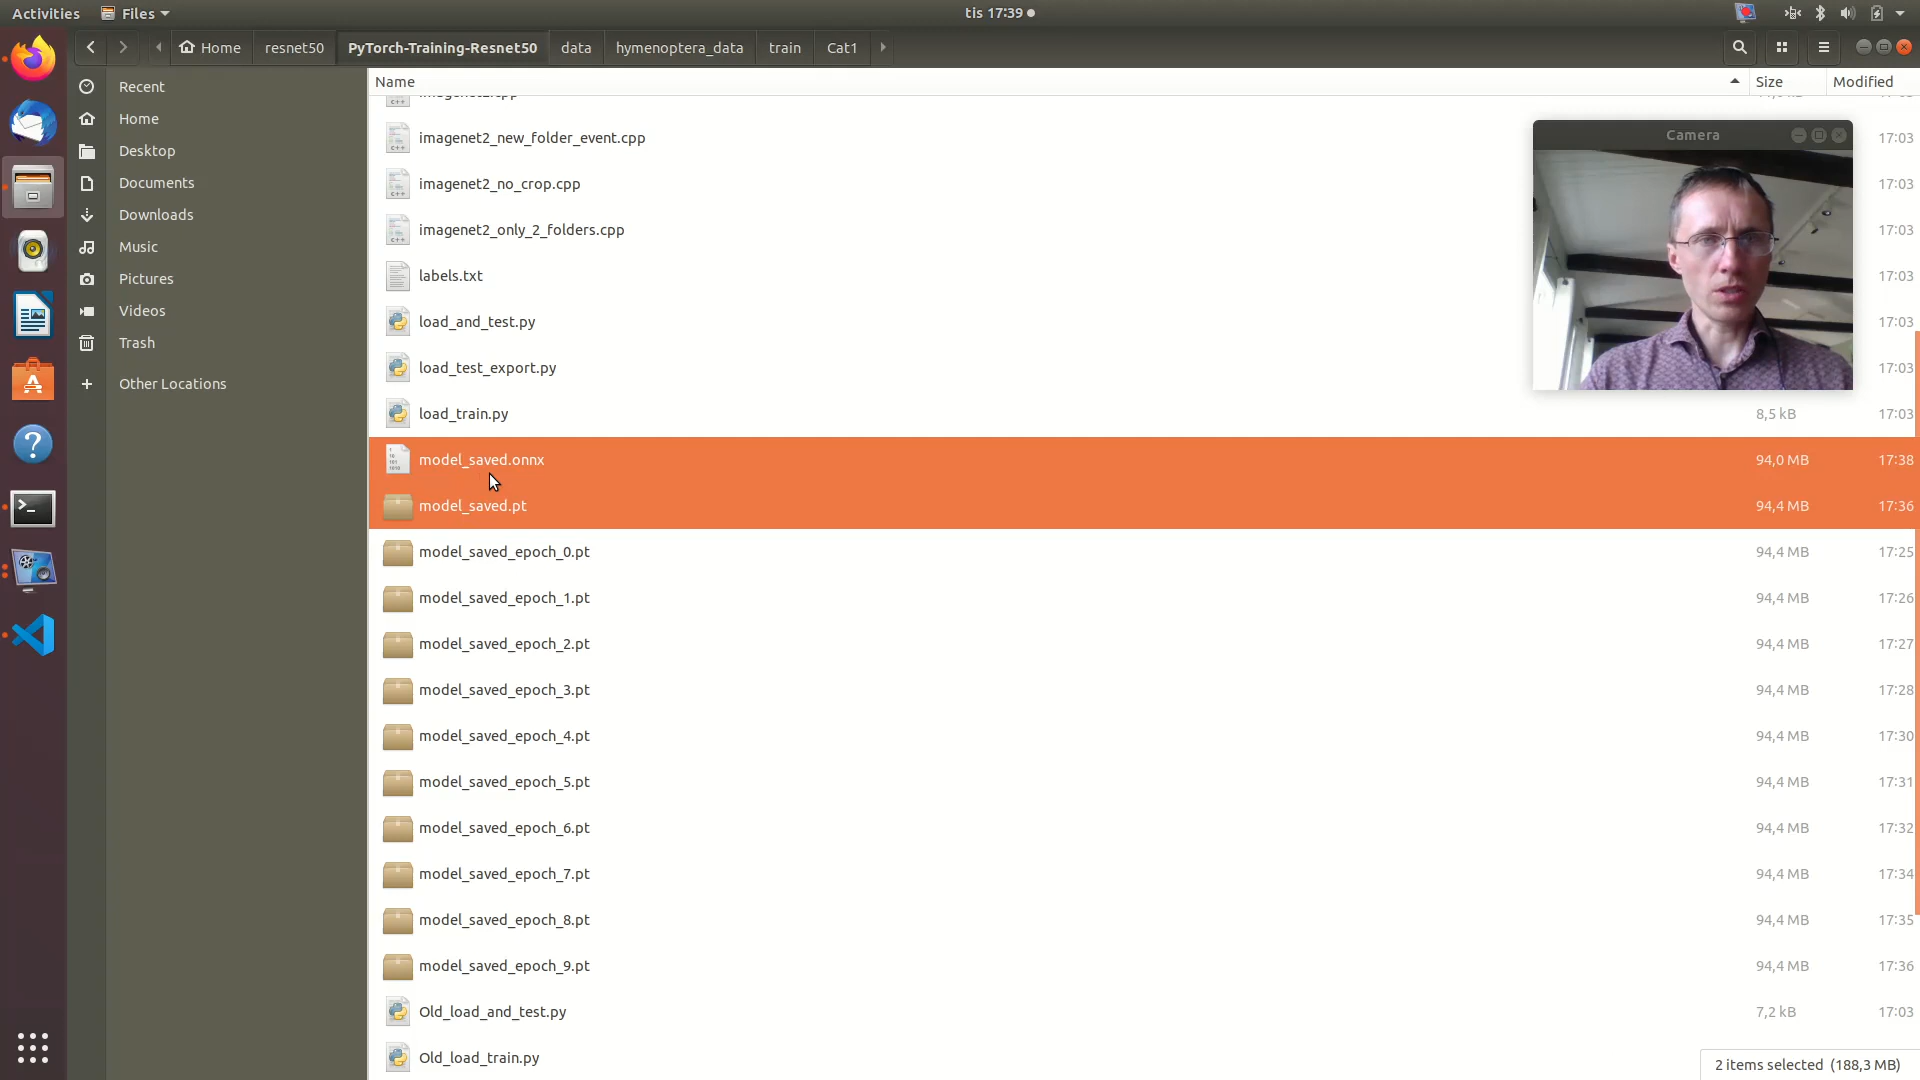 Activities Files tis 17:39
Home resnet50 PyTorch-Training-Resnet50 data hymenoptera_data train Cat1
Name Size Modified
Recent
Home
Desktop
Documents
Downloads
Music
Pictures
Videos
Trash
Other Locations
imagenet2_new_folder_event.cpp 17:03
imagenet2_no_crop.cpp 17:03
imagenet2_only_2_folders.cpp 17:03
labels.txt 17:03
load_and_test.py 17:03
load_test_export.py 17:03
load_train.py 8,5 kB 17:03
model_saved.onnx 94,0 MB 17:38
model_saved.pt 94,4 MB 17:36
model_saved_epoch_0.pt 94,4 MB 17:25
model_saved_epoch_1.pt 94,4 MB 17:26
model_saved_epoch_2.pt 94,4 MB 17:27
model_saved_epoch_3.pt 94,4 MB 17:28
model_saved_epoch_4.pt 94,4 MB 17:30
model_saved_epoch_5.pt 94,4 MB 17:31
model_saved_epoch_6.pt 94,4 MB 17:32
model_saved_epoch_7.pt 94,4 MB 17:34
model_saved_epoch_8.pt 94,4 MB 17:35
model_saved_epoch_9.pt 94,4 MB 17:36
Old_load_and_test.py 7,2 kB 17:03
Old_load_train.py
Camera
2 items selected (188,3 MB)